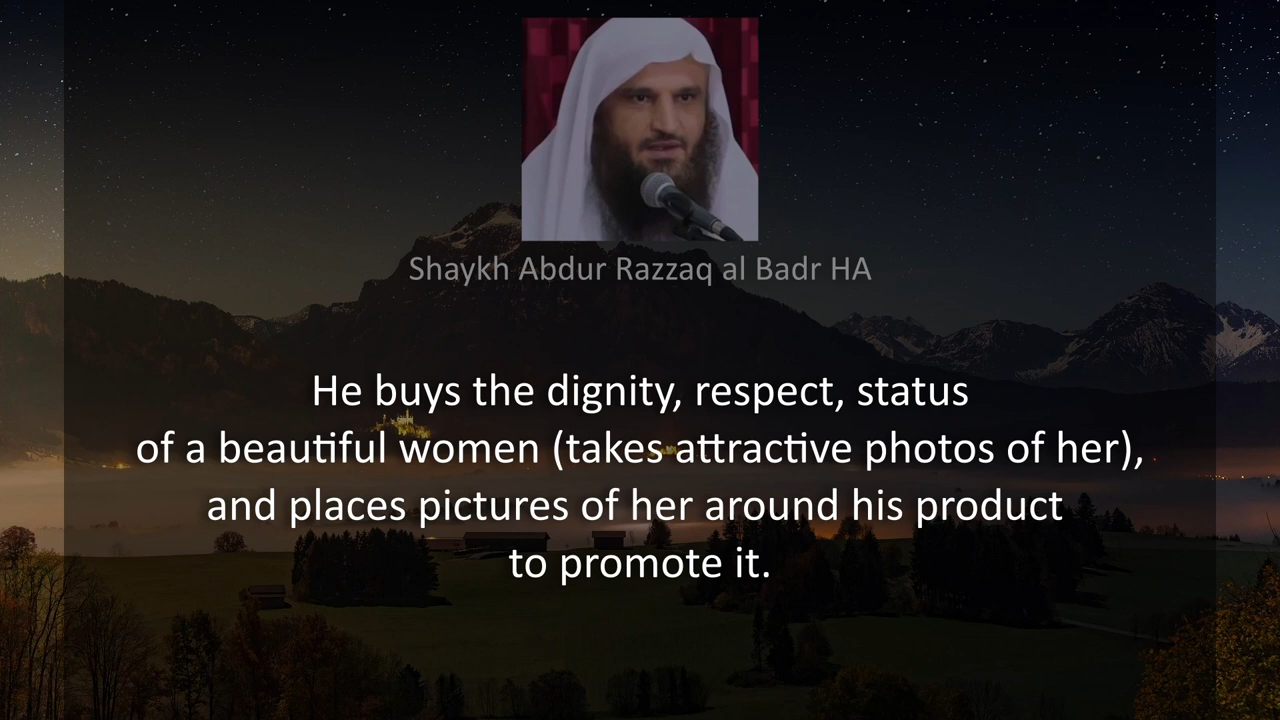 Shaykh Abdur Razzaq al Badr HA
He buys the dignity, respect, status
of a beautiful women (takes attractive photos of her),
and places pictures of her around his product
to promote it.